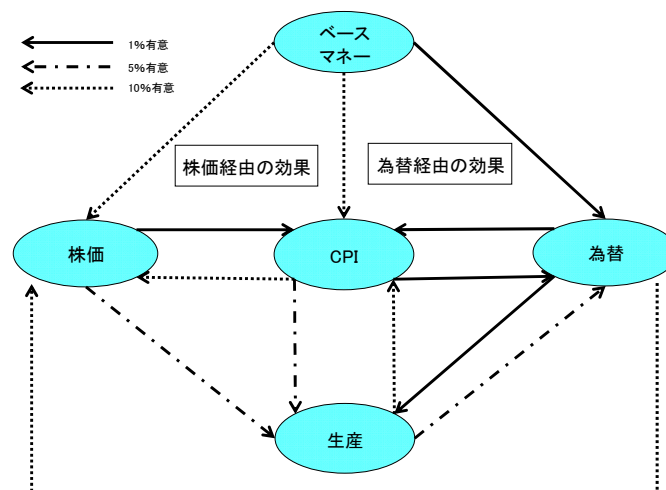 ベース
マネー
1%有意
5%有意
10%有意
株価経由の効果
為替経由の効果
株価
CPI
為替
生産